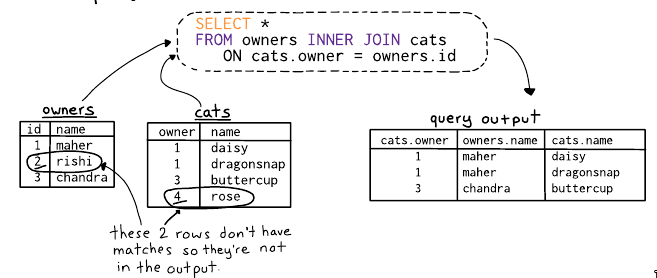 SELECT *
FROM owners INNER JOIN cats
ON cats.owner = owners.id
owners
id name
1 maher
2 rishi
3 chandra
cats
owner name
1 daisy
1 dragonsnap
3 buttercup
4 rose
these 2 rows don't have
matches so they're not
in the output.
query output
cats.owner owners.name cats.name
1 maher daisy
1 maher dragonsnap
3 chandra buttercup